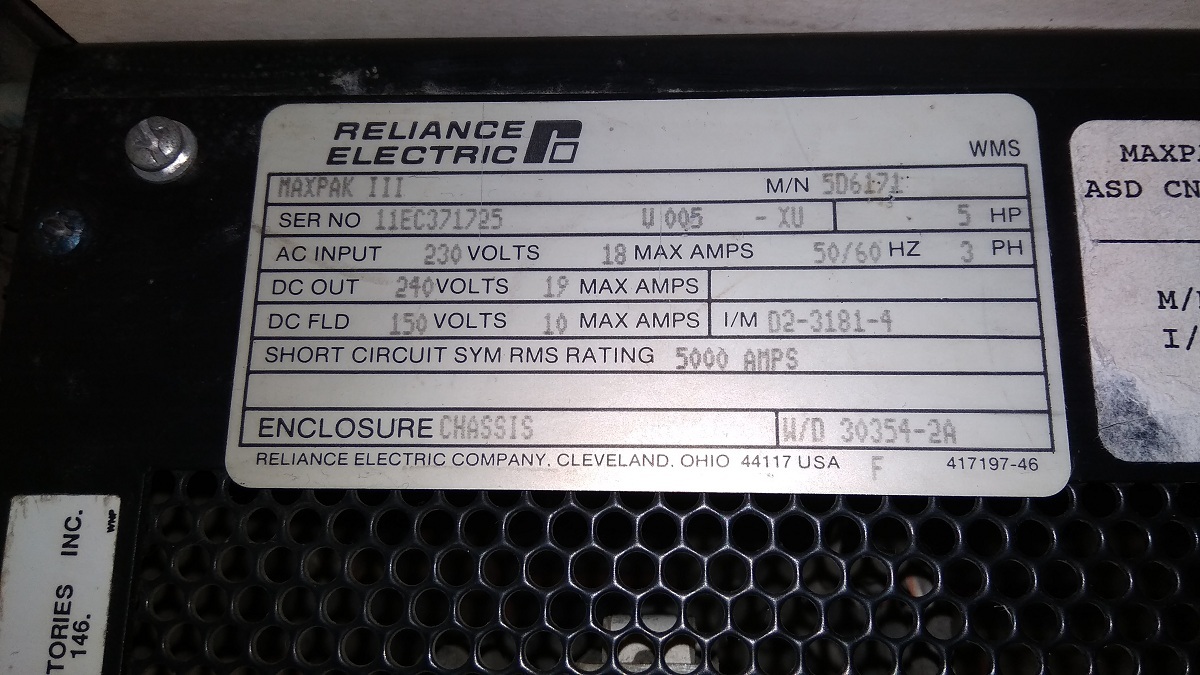 RELIANCE
ELECTRIC
WMS
MAXPAK III M/N 5D6171
SER NO 11EC371725 W 005 - XU 5 HP
AC INPUT 230 VOLTS 18 MAX AMPS 50/60 HZ 3 PH
DC OUT 240 VOLTS 19 MAX AMPS
DC FLD 150 VOLTS 10 MAX AMPS I/M D2-3181-4
SHORT CIRCUIT SYM RMS RATING 5000 AMPS
ENCLOSURE CHASSIS W/D 30354-2A
RELIANCE ELECTRIC COMPANY. CLEVELAND. OHIO 44117 USA F 417197-46
MAXP
ASD CN
M/
I/
TORIES INC.
146.
WMP